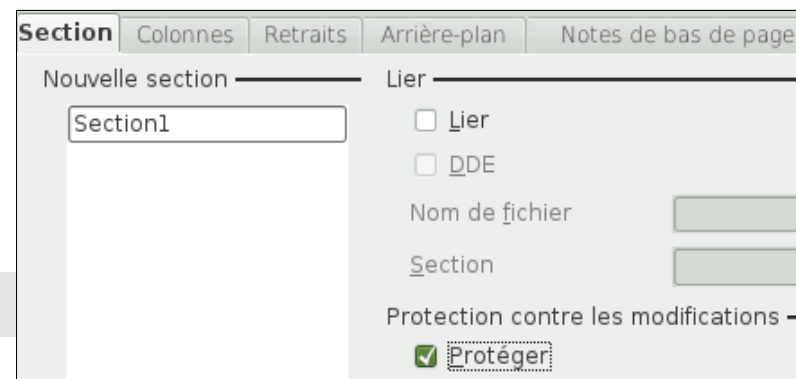 Section Colonnes Retraits Arrière-plan Notes de bas de page
Nouvelle section
Section1
Lier
Lier
DDE
Nom de fichier
Section
Protection contre les modifications
Protéger